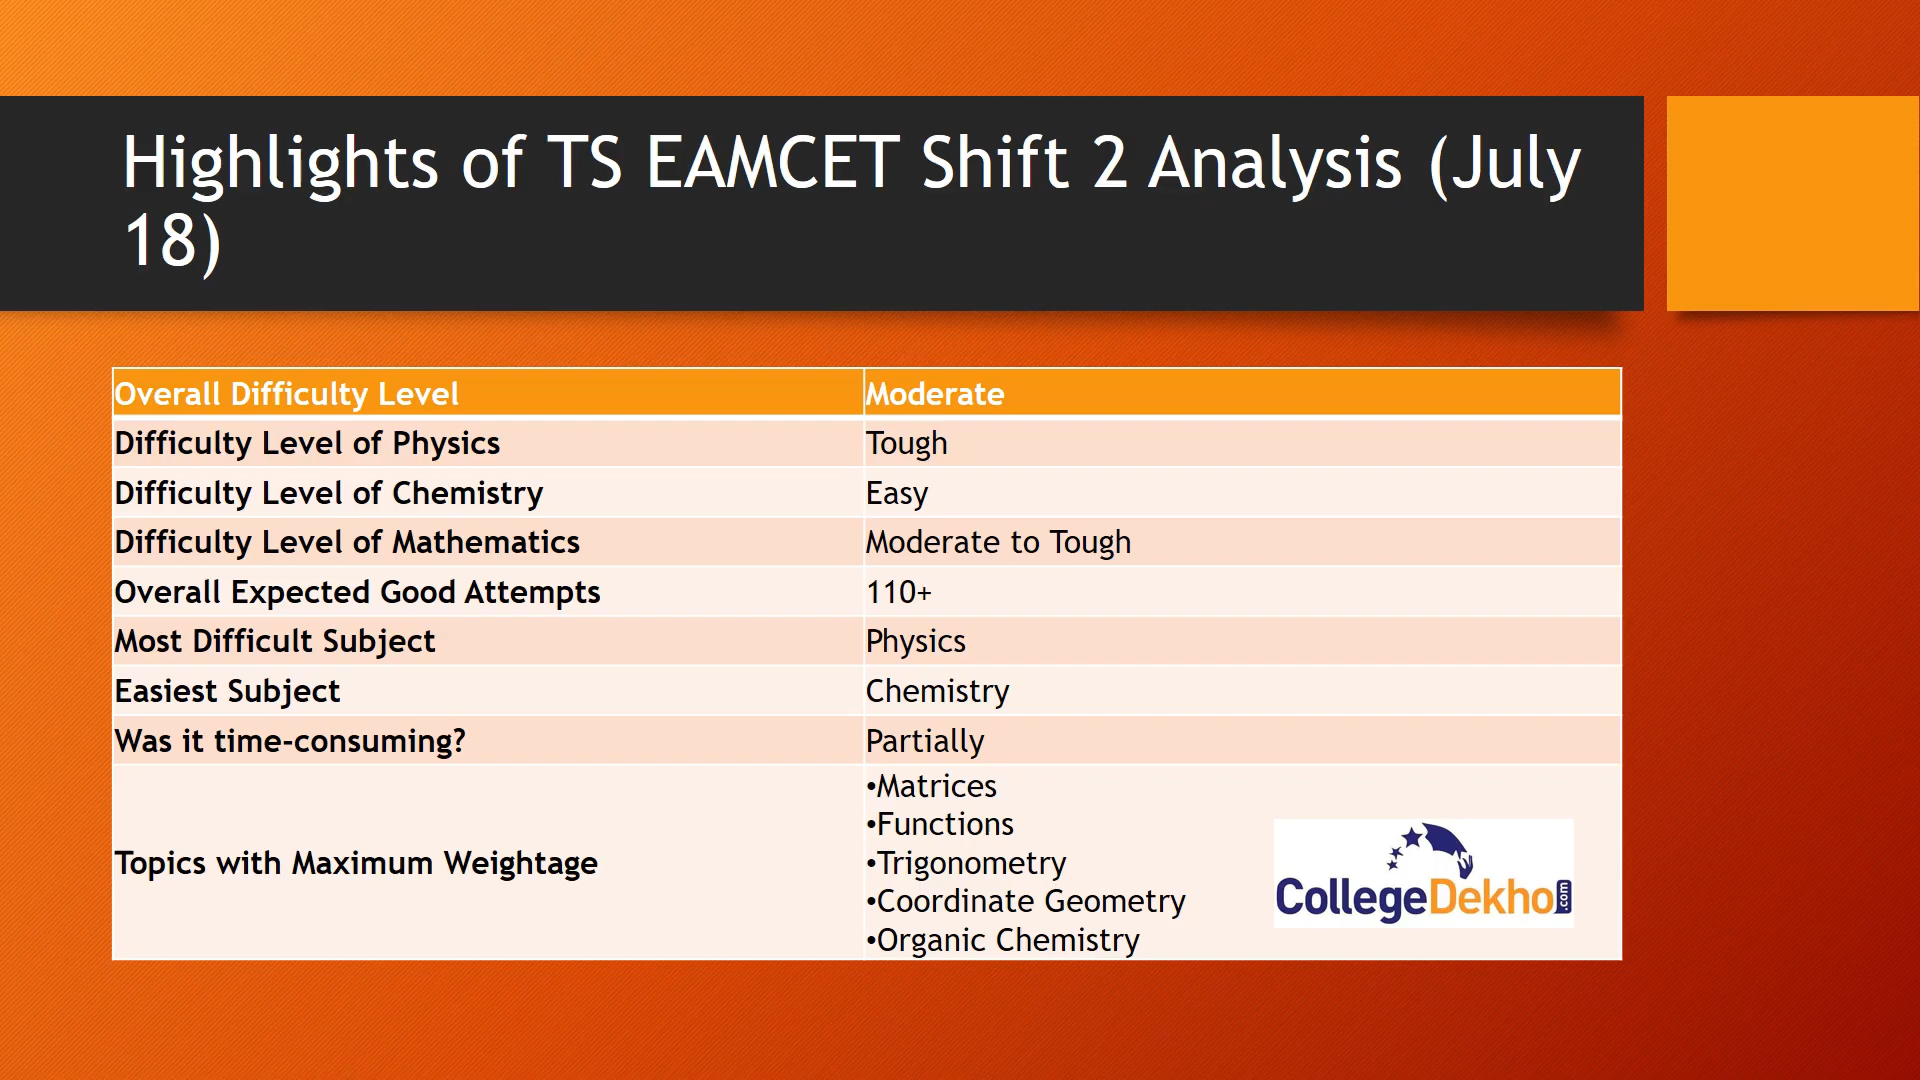 Highlights of TS EAMCET Shift 2 Analysis (July
18)
Overall Difficulty Level Moderate
Difficulty Level of Physics Tough
Difficulty Level of Chemistry Easy
Difficulty Level of Mathematics Moderate to Tough
Overall Expected Good Attempts 110+
Most Difficult Subject Physics
Easiest Subject Chemistry
Was it time-consuming? Partially
Topics with Maximum Weightage
•Matrices
•Functions
•Trigonometry
•Coordinate Geometry
•Organic Chemistry
CollegeDekho.com